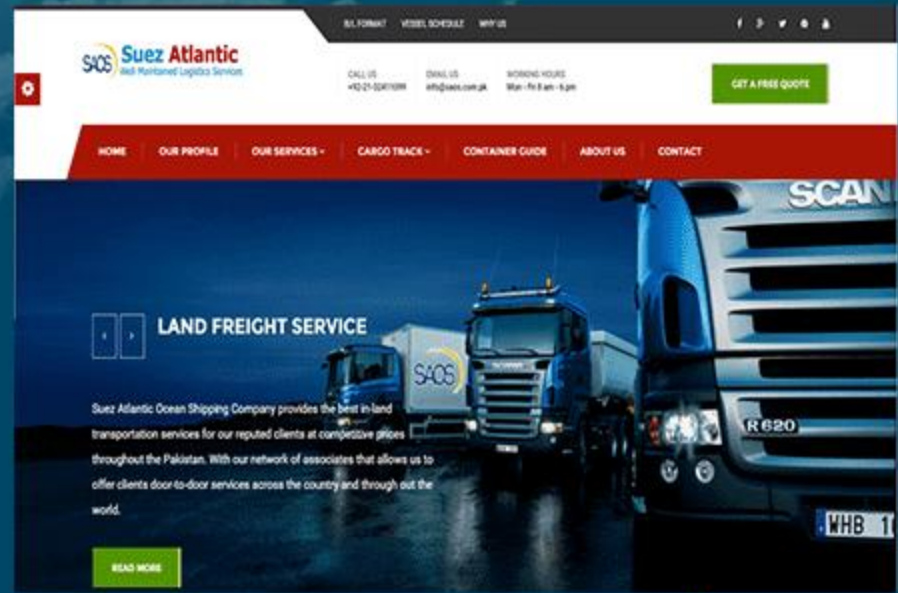 B/L FORMAT VESSEL SCHEDULE WHY US
SAOS Suez Atlantic
Well Maintained Logistics Services
CALL US EMAIL US WORKING HOURS
info@saos.com.pk Mon - Fri 8 am - 6 pm
GET A FREE QUOTE
HOME OUR PROFILE OUR SERVICES CARGO TRACK CONTAINER GUIDE ABOUT US CONTACT
SCAN
LAND FREIGHT SERVICE
SAOS
Suez Atlantic Ocean Shipping Company provides the best in-land
transportation services for our reputed clients at competitive prices
throughout the Pakistan. With our network of associates that allows us to
offer clients door-to-door services across the country and through out the
world.
R 620
WHB 1
READ MORE